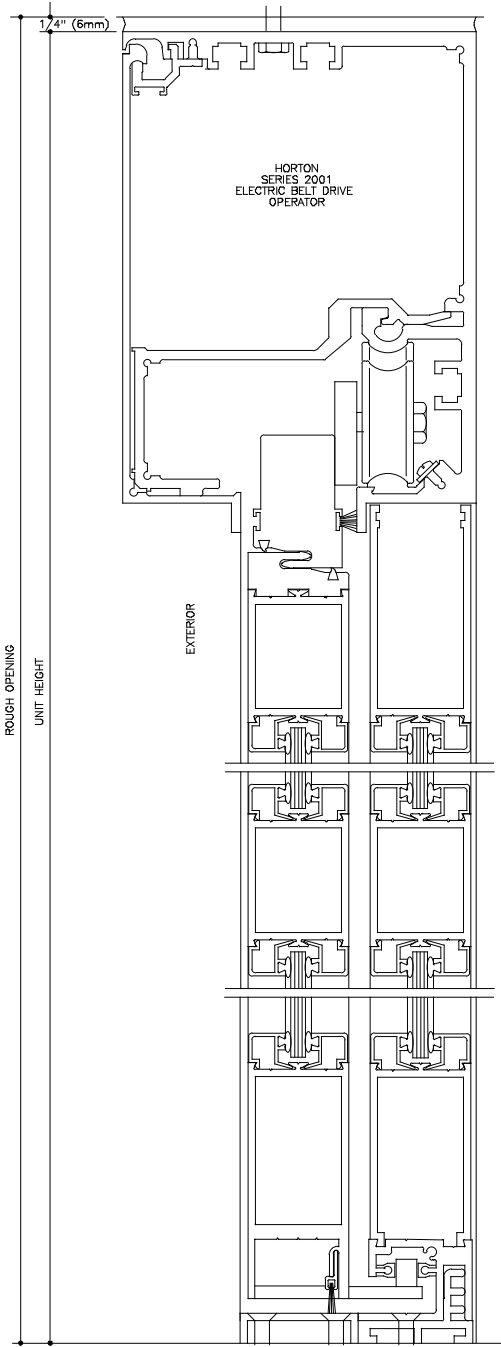 1/4" (6mm)
HORTON
SERIES 2001
ELECTRIC BELT DRIVE
OPERATOR
EXTERIOR
ROUGH OPENING
UNIT HEIGHT